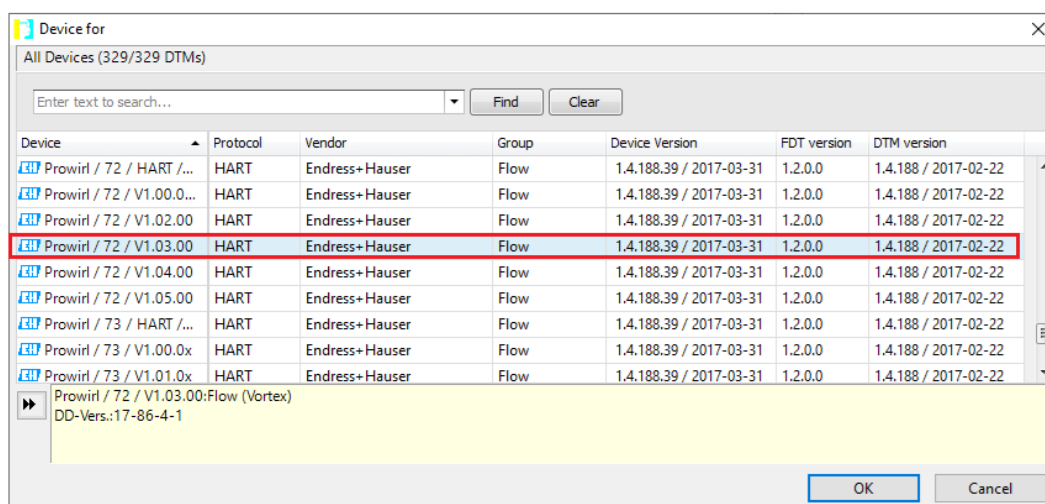 Device for
All Devices (329/329 DTMs)
Enter text to search... Find Clear
Device Protocol Vendor Group Device Version FDT version DTM version
Prowirl / 72 / HART /... HART Endress+Hauser Flow 1.4.188.39 / 2017-03-31 1.2.0.0 1.4.188 / 2017-02-22
Prowirl / 72 / V1.00.0... HART Endress+Hauser Flow 1.4.188.39 / 2017-03-31 1.2.0.0 1.4.188 / 2017-02-22
Prowirl / 72 / V1.02.00 HART Endress+Hauser Flow 1.4.188.39 / 2017-03-31 1.2.0.0 1.4.188 / 2017-02-22
Prowirl / 72 / V1.03.00 HART Endress+Hauser Flow 1.4.188.39 / 2017-03-31 1.2.0.0 1.4.188 / 2017-02-22
Prowirl / 72 / V1.04.00 HART Endress+Hauser Flow 1.4.188.39 / 2017-03-31 1.2.0.0 1.4.188 / 2017-02-22
Prowirl / 72 / V1.05.00 HART Endress+Hauser Flow 1.4.188.39 / 2017-03-31 1.2.0.0 1.4.188 / 2017-02-22
Prowirl / 73 / HART /... HART Endress+Hauser Flow 1.4.188.39 / 2017-03-31 1.2.0.0 1.4.188 / 2017-02-22
Prowirl / 73 / V1.00.0x HART Endress+Hauser Flow 1.4.188.39 / 2017-03-31 1.2.0.0 1.4.188 / 2017-02-22
Prowirl / 73 / V1.01.0x HART Endress+Hauser Flow 1.4.188.39 / 2017-03-31 1.2.0.0 1.4.188 / 2017-02-22
Prowirl / 72 / V1.03.00:Flow (Vortex)
DD-Vers.:17-86-4-1
OK Cancel